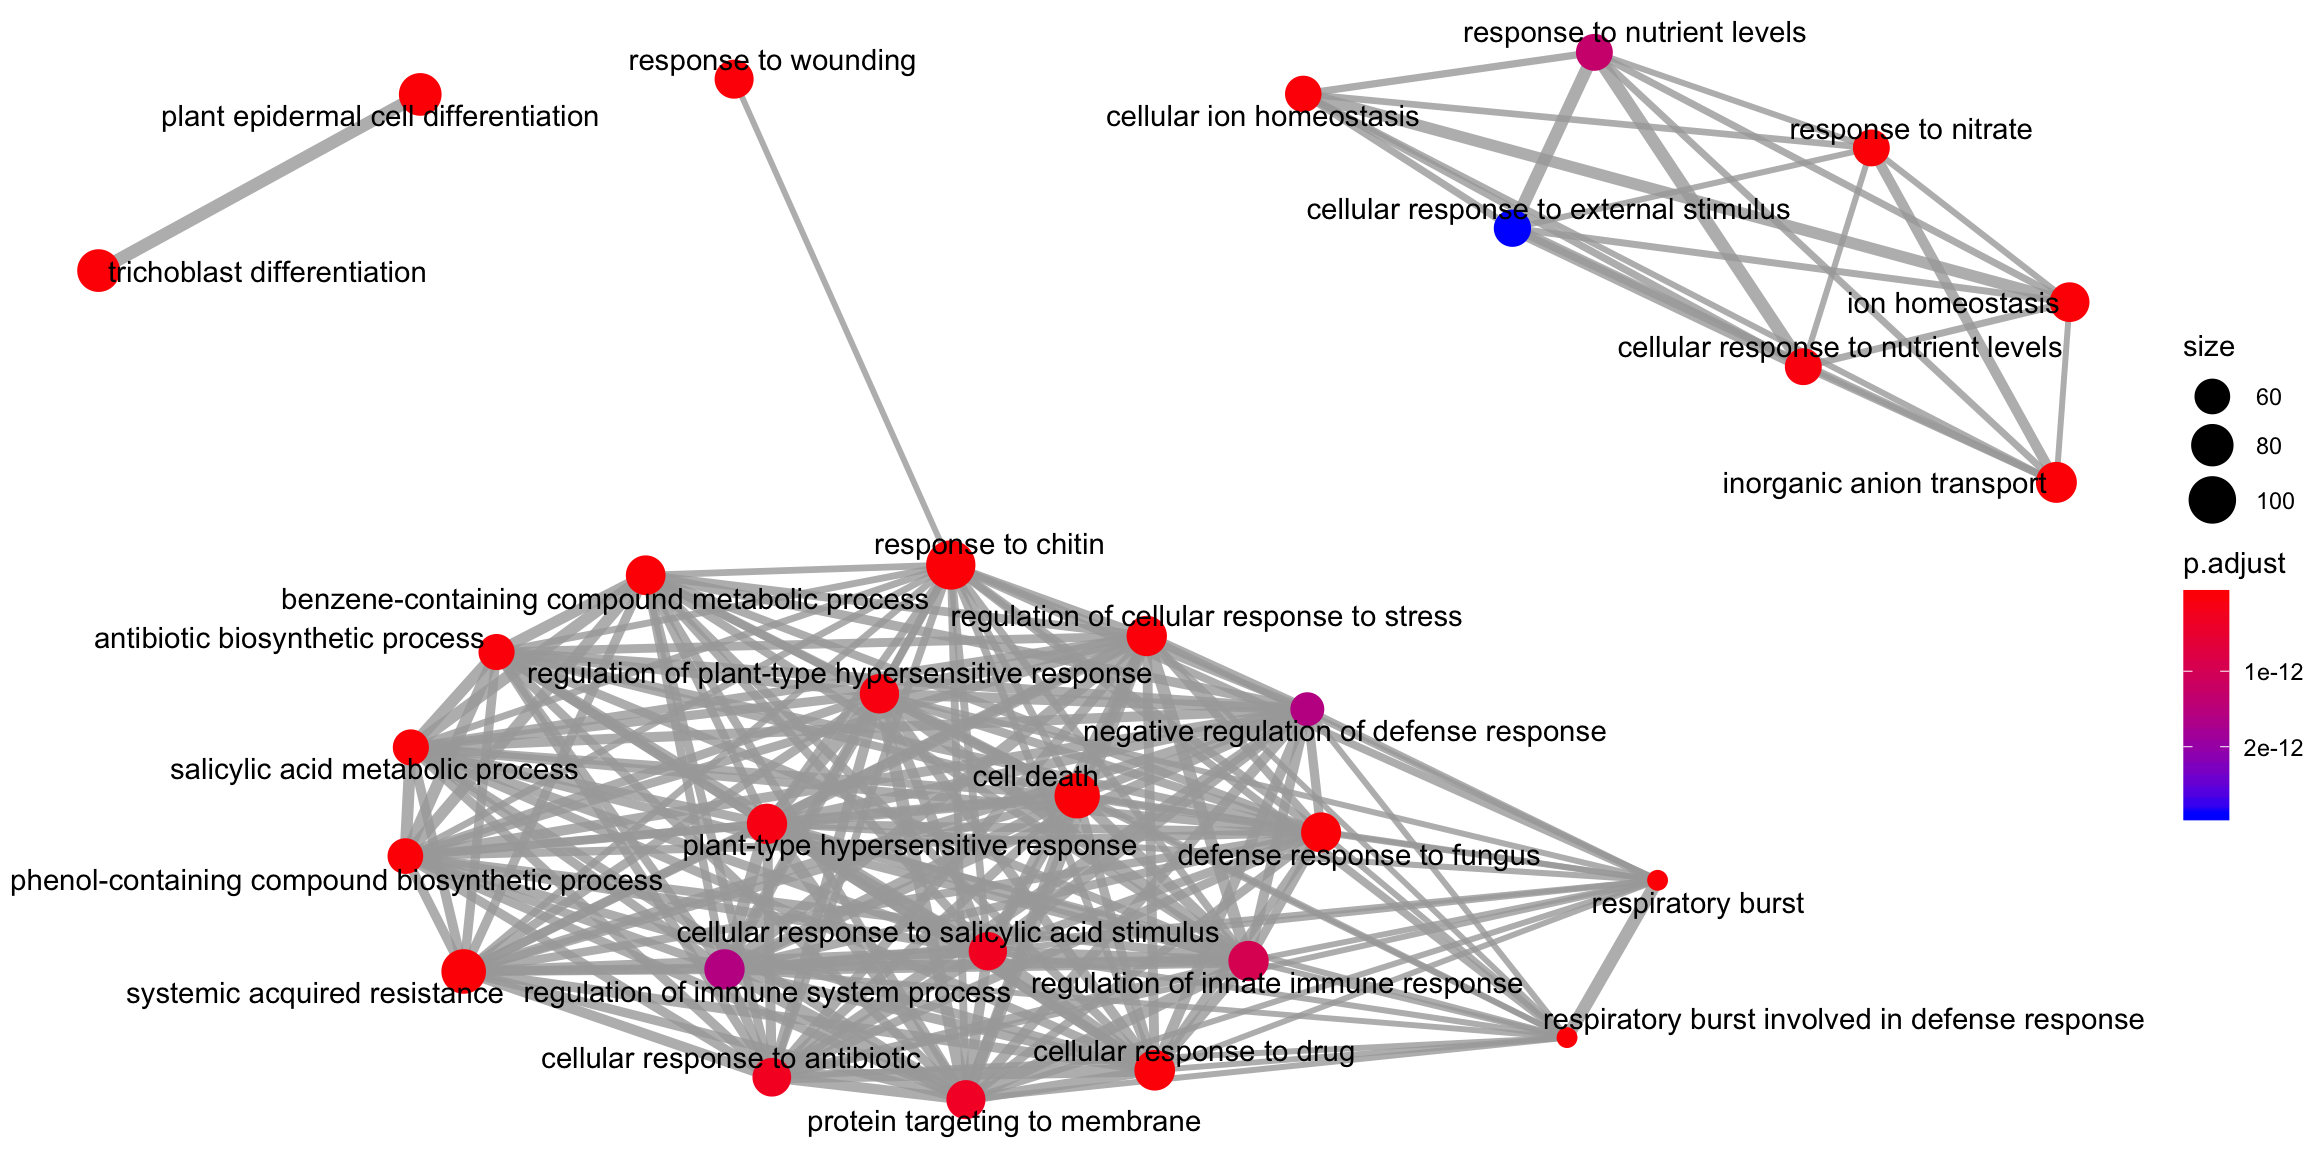 response to nutrient levels
response to wounding
plant epidermal cell differentiation
cellular ion homeostasis
response to nitrate
cellular response to external stimulus
trichoblast differentiation
ion homeostasis
cellular response to nutrient levels
size
60
80
inorganic anion transport
100
response to chitin
p.adjust
benzene-containing compound metabolic process
regulation of cellular response to stress
antibiotic biosynthetic process
regulation of plant-type hypersensitive response
1e-12
negative regulation of defense response
2e-12
salicylic acid metabolic process
cell death
plant-type hypersensitive response
defense response to fungus
phenol-containing compound biosynthetic process
respiratory burst
cellular response to salicylic acid stimulus
regulation of innate immune response
systemic acquired resistance
regulation of immune system process
respiratory burst involved in defense response
cellular response to antibiotic
cellular response to drug
protein targeting to membrane